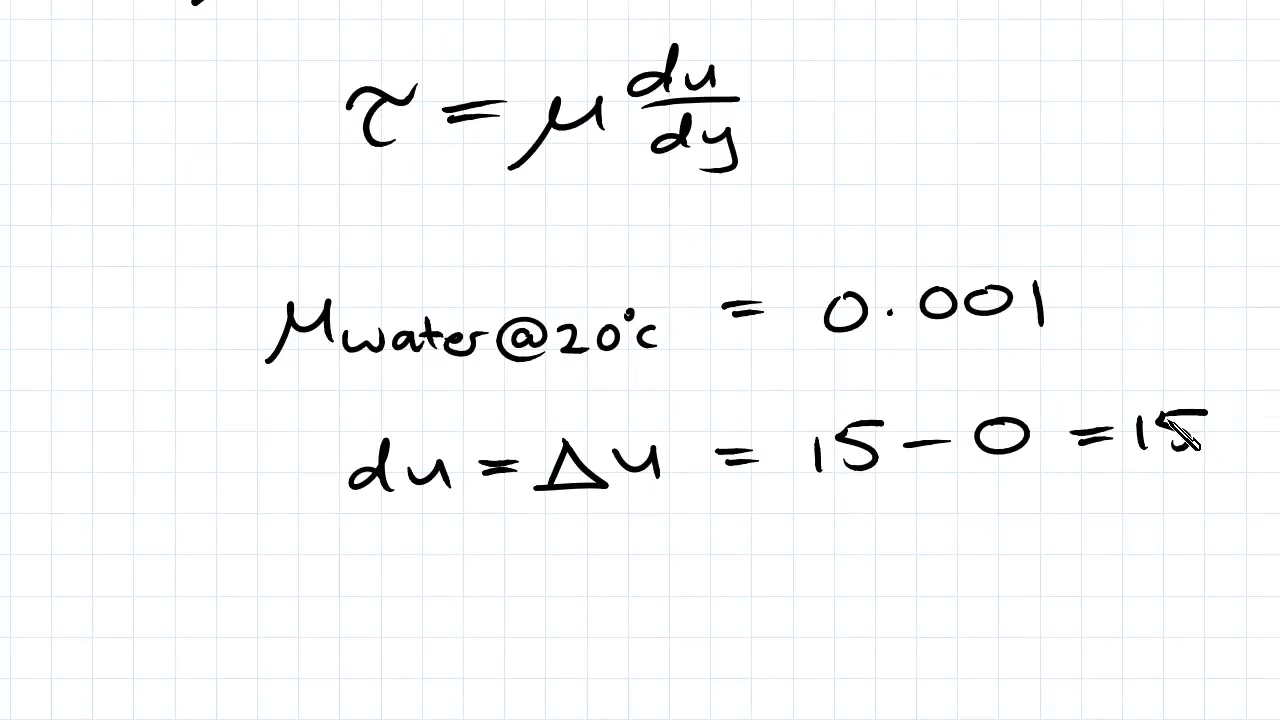 τ = μ du/dy
μwater@20°c = 0.001
du = Δu = 15 - 0 = 15